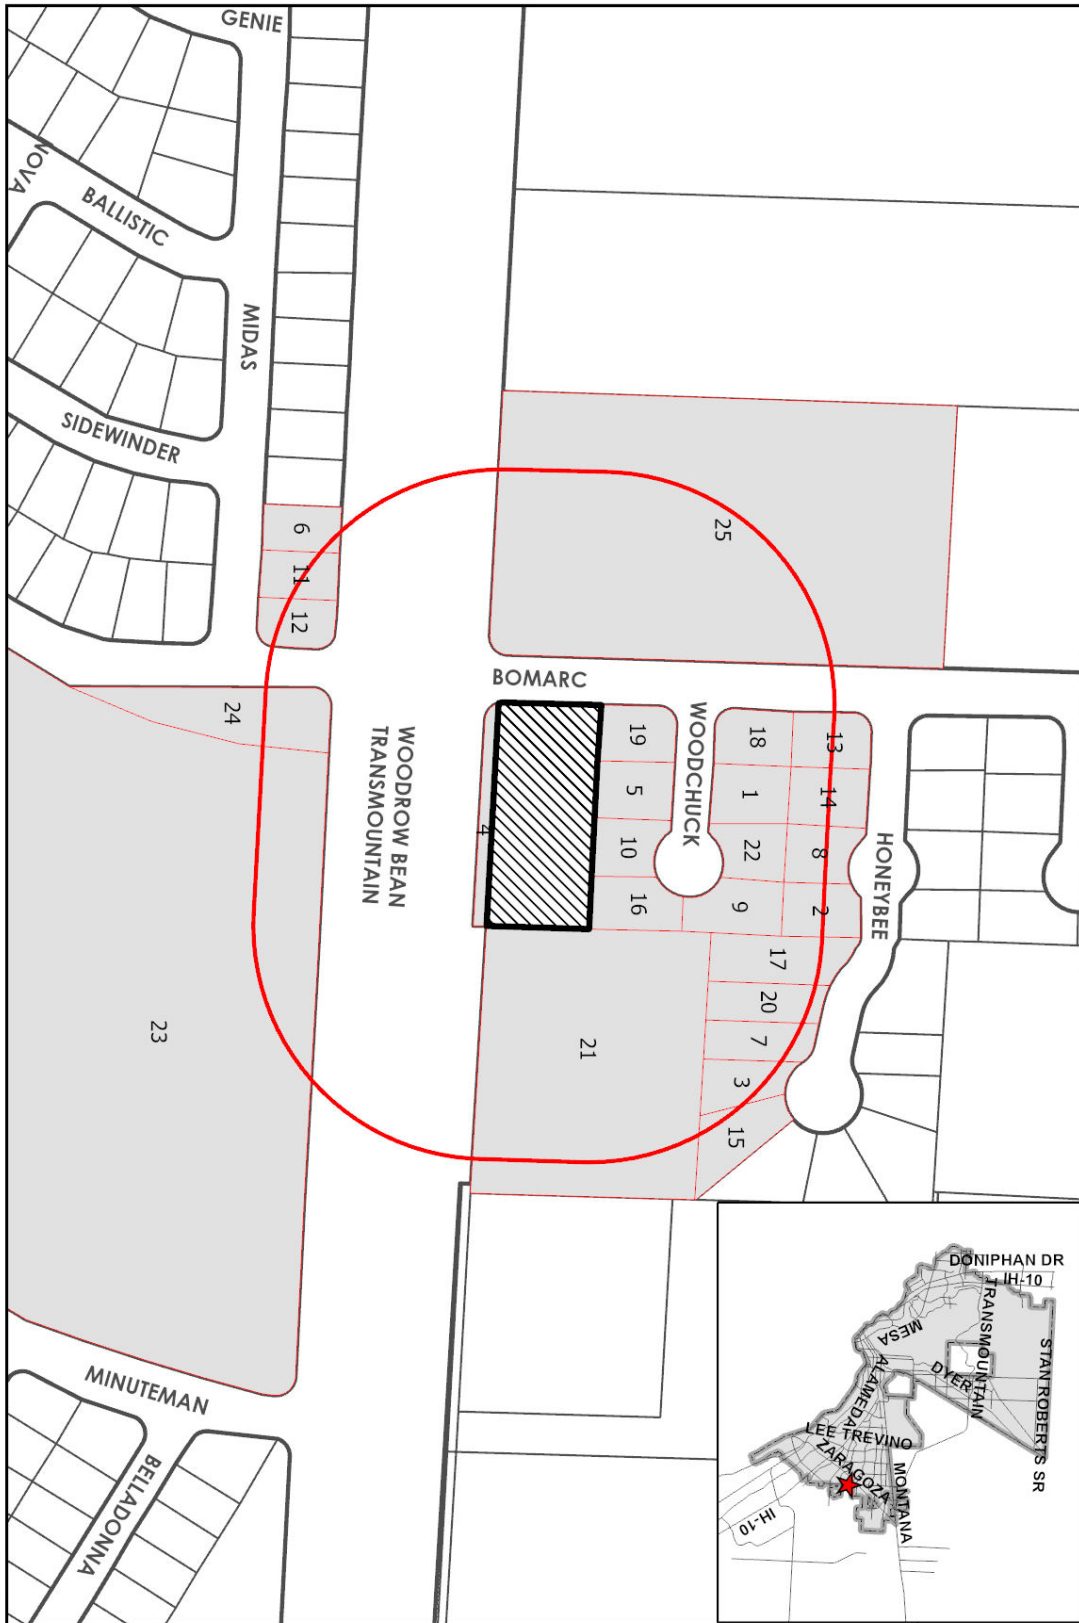 GENIE
NOVA
BALLISTIC
MIDAS
SIDEWINDER
6
11
12
25
BOMARC
24
WOODROW BEAN
TRANSMOUNTAIN
4
19
5
10
16
WOODCHUCK
18
1
22
9
13
14
8
2
HONEYBEE
17
20
7
3
15
21
23
MINUTEMAN
BELLADONNA
DONIPHAN DR
IH-10
TRANSMOUNTAIN
MESA
STAN ROBERTS SR
DYER
ALAMEDA
LEE TREVINO
ZARAGOZA
MONTANA
IH-10